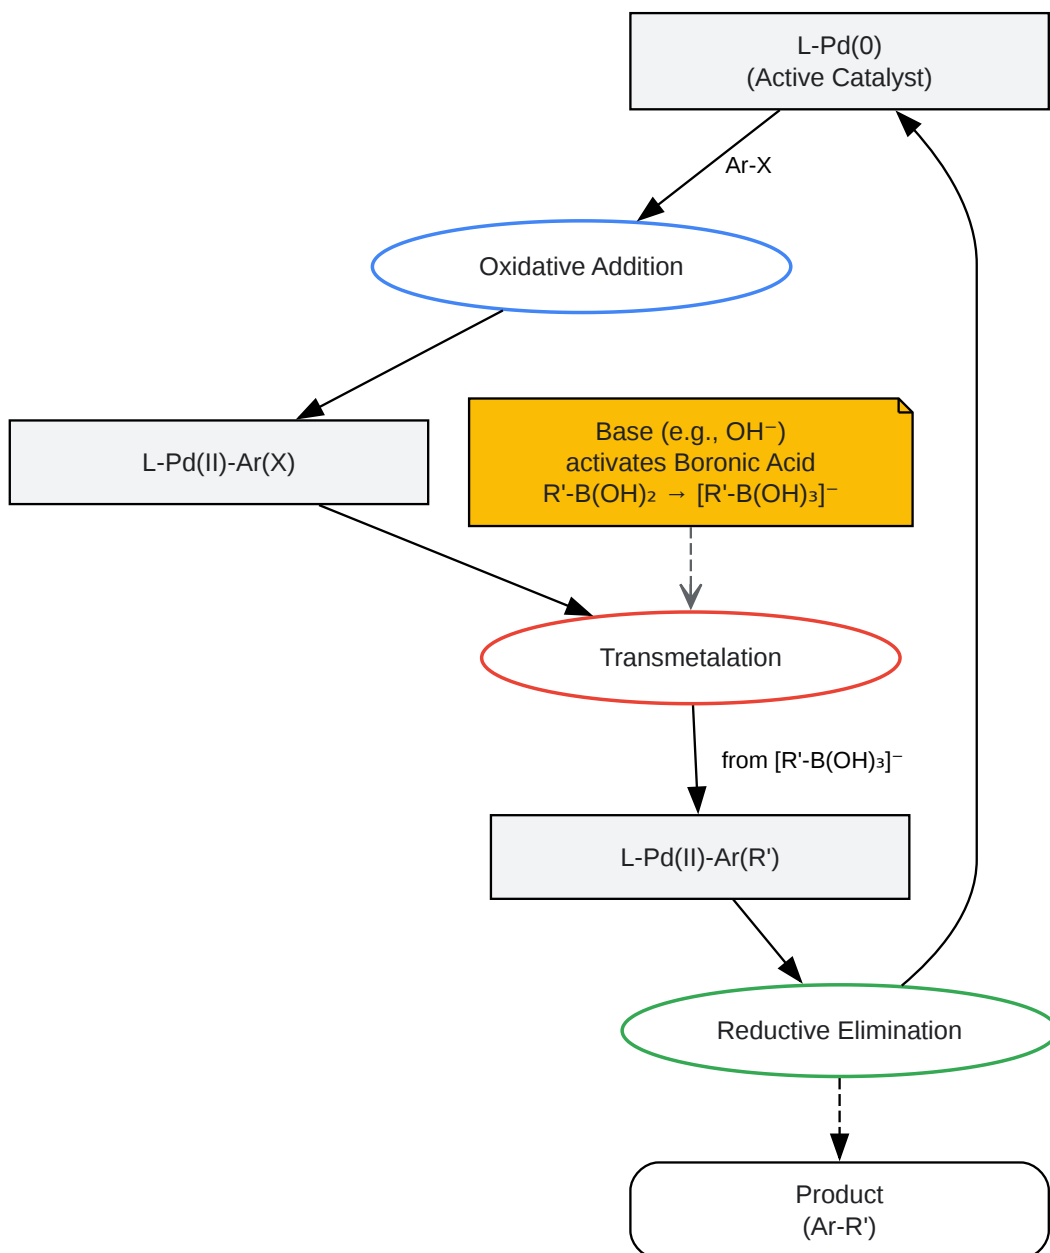 L-Pd(0)
(Active Catalyst)
Ar-X
Oxidative Addition
L-Pd(II)-Ar(X)
Base (e.g., OH⁻)
activates Boronic Acid
R'-B(OH)₂ → [R'-B(OH)₃]⁻
Transmetalation
from [R'-B(OH)₃]⁻
L-Pd(II)-Ar(R')
Reductive Elimination
Product
(Ar-R')